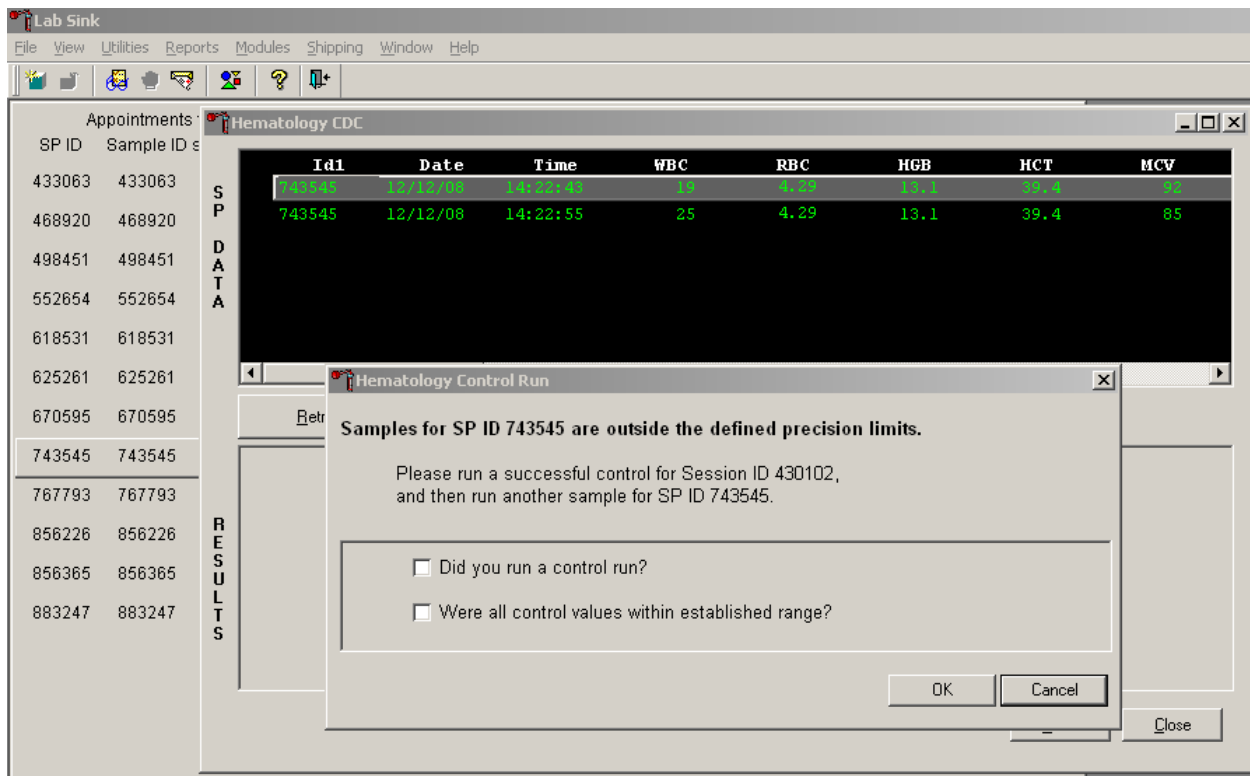 Lab Sink
File View Utilities Reports Modules Shipping Window Help
Appointments
SP ID Sample ID s
433063 433063
468920 468920
498451 498451
552654 552654
618531 618531
625261 625261
670595 670595
743545 743545
767793 767793
856226 856226
856365 856365
883247 883247
Hematology CDC
SP DATA
Id1 Date Time WBC RBC HGB HCT MCV
743545 12/12/08 14:22:43 19 4.29 13.1 39.4 92
743545 12/12/08 14:22:55 25 4.29 13.1 39.4 85
Retr
RESULTS
Hematology Control Run
Samples for SP ID 743545 are outside the defined precision limits.
Please run a successful control for Session ID 430102,
and then run another sample for SP ID 743545.
Did you run a control run?
Were all control values within established range?
OK Cancel
Close